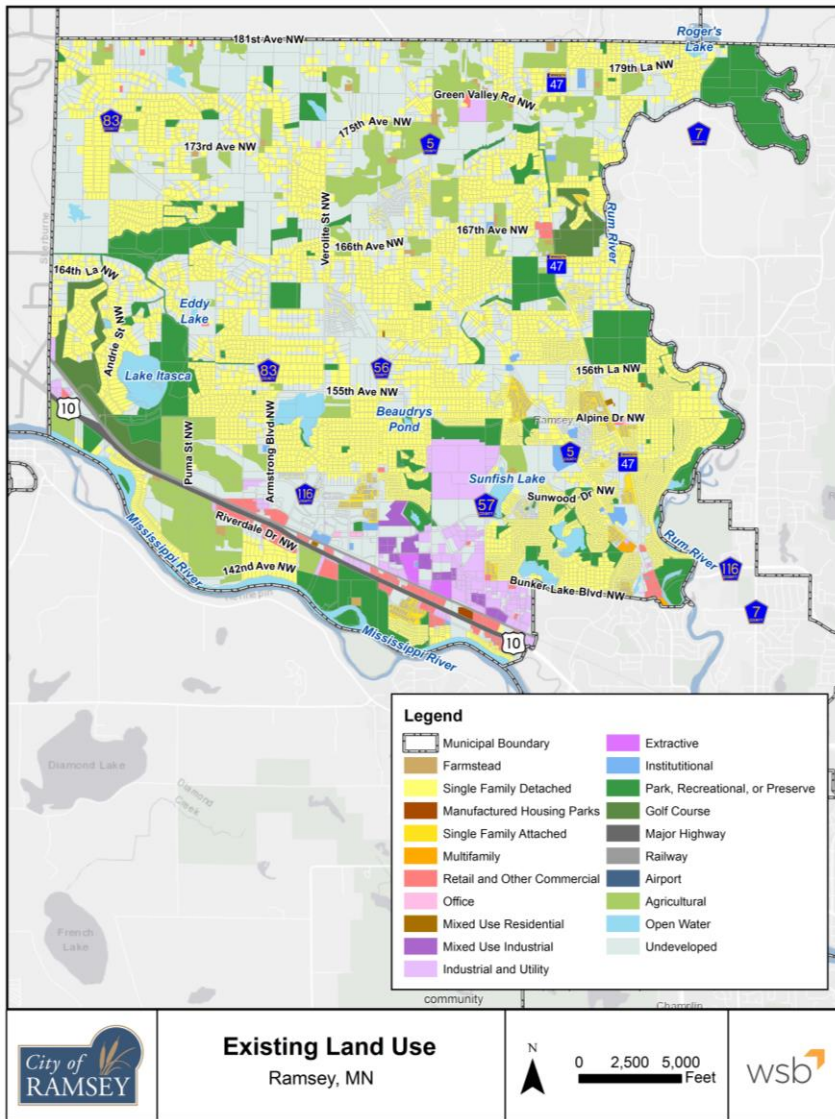 181st Ave NW
Roger's
Lake
179th La NW
47
Green Valley Rd NW
83
175th Ave NW
173rd Ave NW
5
7
Verolite St NW
167th Ave NW
166th Ave NW
Rum River
47
164th La NW
Andrie St NW
Eddy
Lake
Lake Itasca
83
56
156th La NW
155th Ave NW
10
Armstrong Blvd NW
Beaudrys
Pond
Ramsey
Alpine Dr NW
Puma St NW
5
47
Sunfish Lake
116
57
Sunwood Dr NW
Riverdale Dr NW
Mississippi River
142nd Ave NW
Rum River
116
Bunker Lake Blvd NW
7
Mississippi River
10
Diamond Lake
Diamond
Creek
French
Lake
Legend
Municipal Boundary
Farmstead
Single Family Detached
Manufactured Housing Parks
Single Family Attached
Multifamily
Retail and Other Commercial
Office
Mixed Use Residential
Mixed Use Industrial
Industrial and Utility
Extractive
Institutitional
Park, Recreational, or Preserve
Golf Course
Major Highway
Railway
Airport
Agricultural
Open Water
Undeveloped
community
Champlin
City of
RAMSEY
Existing Land Use
Ramsey, MN
N
0 2,500 5,000
Feet
wsb